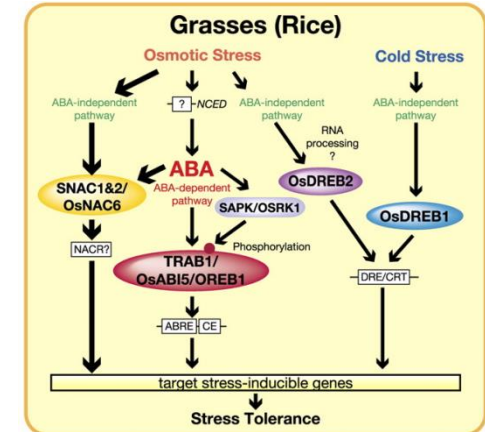 Grasses (Rice)
Osmotic Stress
Cold Stress
ABA-independent
pathway
? NCED
ABA-independent
pathway
ABA-independent
pathway
RNA
processing
?
ABA
ABA-dependent
pathway
OsDREB2
SNAC1&2/
OsNAC6
SAPK/OSRK1
OsDREB1
NACR?
Phosphorylation
TRAB1/
OsABI5/OREB1
DRE/CRT
ABRE CE
target stress-inducible genes
Stress Tolerance